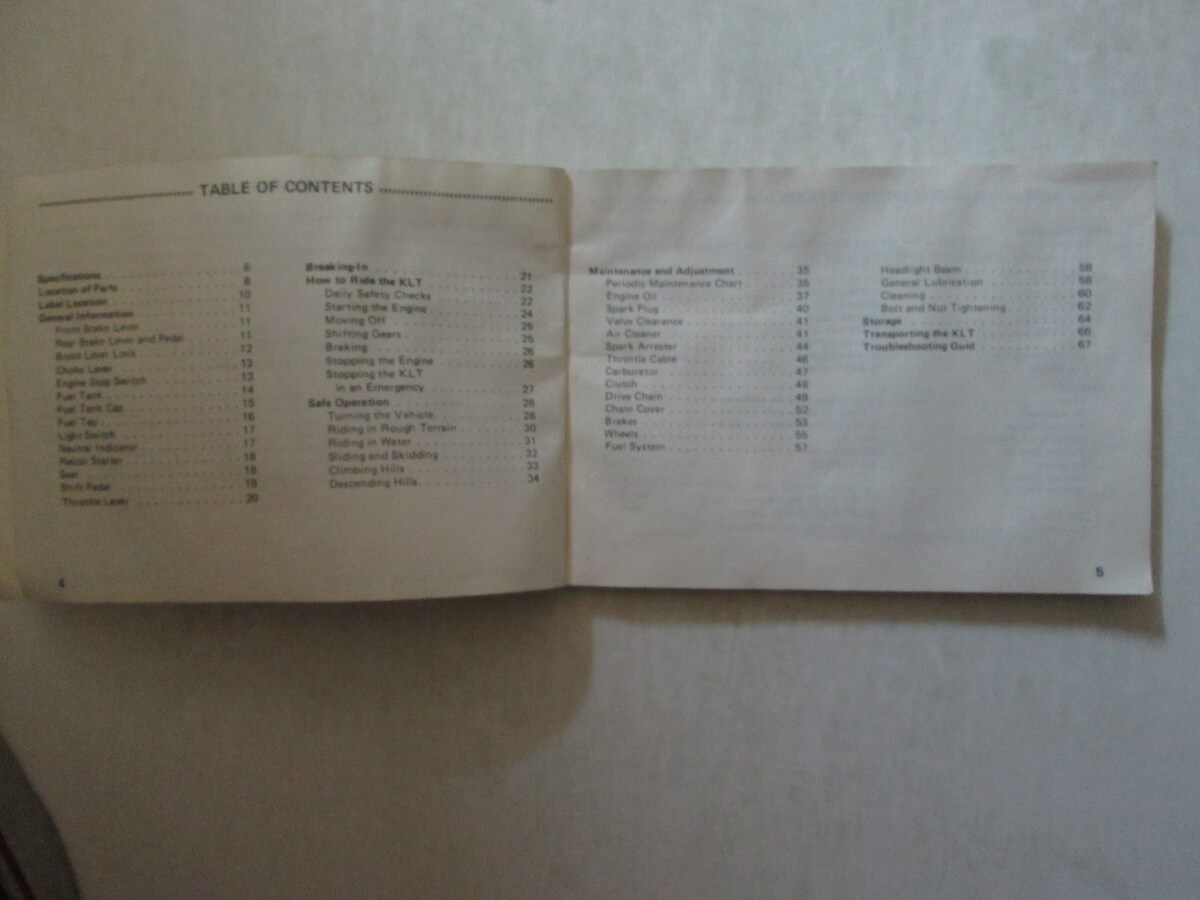 TABLE OF CONTENTS
Specifications 6
Location of Parts 8
Label Location 10
General Information 11
Front Brake Lever 11
Rear Brake Lever and Pedal 11
Brake Lever Lock 12
Choke Lever 13
Engine Stop Switch 13
Fuel Tank 14
Fuel Tank Cap 15
Fuel Tap 16
Light Switch 17
Neutral Indicator 17
Recoil Starter 18
Seat 18
Shift Pedal 19
Throttle Lever 20
4
Breaking-In 21
How to Ride the KLT 22
Daily Safety Checks 22
Starting the Engine 24
Moving Off 25
Shifting Gears 25
Braking 26
Stopping the Engine 26
Stopping the KLT
in an Emergency 27
Safe Operation 28
Turning the Vehicle 28
Riding in Rough Terrain 30
Riding in Water 31
Sliding and Skidding 32
Climbing Hills 33
Descending Hills 34
Maintenance and Adjustment 35
Periodic Maintenance Chart 35
Engine Oil 37
Spark Plug 40
Valve Clearance 41
Air Cleaner 41
Spark Arrester 44
Throttle Cable 46
Carburetor 47
Clutch 48
Drive Chain 49
Chain Cover 52
Brakes 53
Wheels 55
Fuel System 57
Headlight Beam 58
General Lubrication 58
Cleaning 60
Bolt and Nut Tightening 62
Storage 64
Transporting the KLT 66
Troubleshooting Guid 67
5